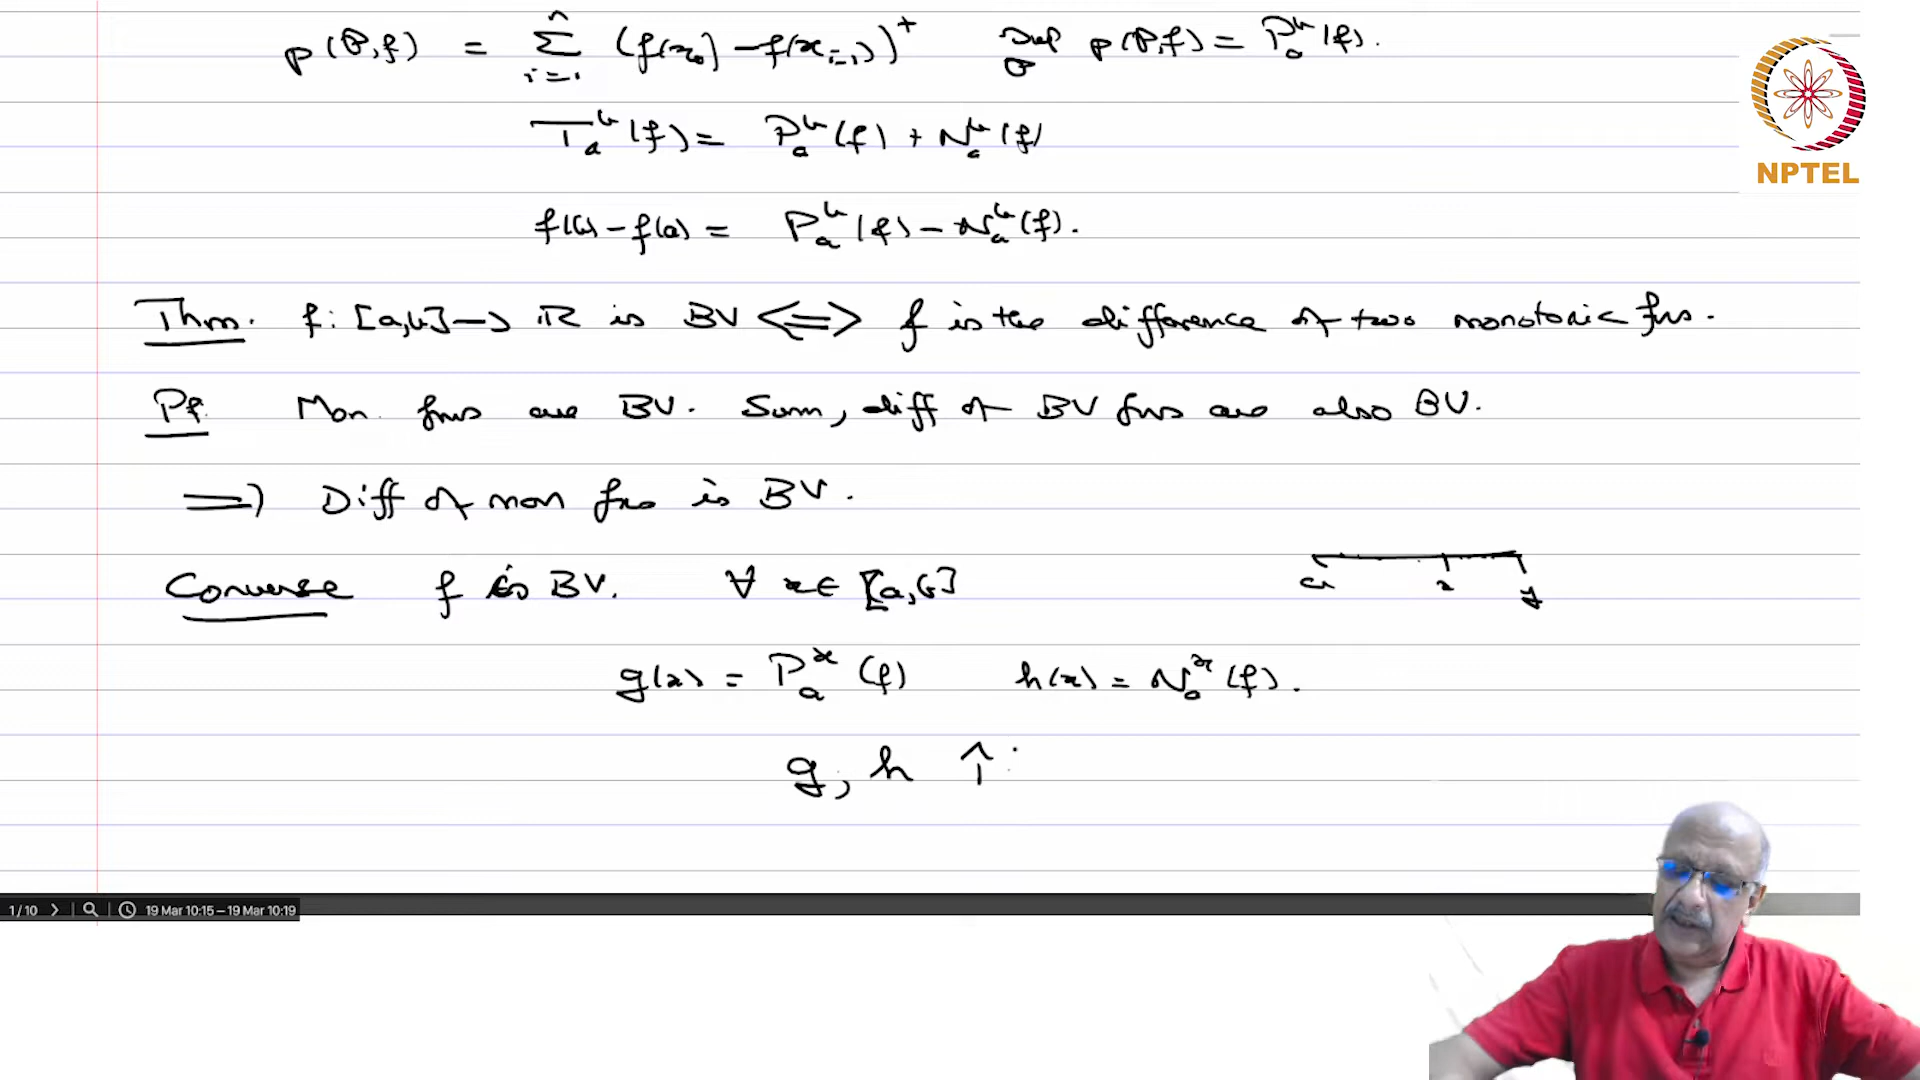 p(P,f) = Σ_{i=1}^{n} (f(x_i) - f(x_{i-1}))^+   Sup_P p(P,f) = P_a^b(f).
T_a^b(f) = P_a^b(f) + N_a^b(f)
f(b) - f(a) = P_a^b(f) - N_a^b(f).
Thm. f: [a,b] → ℝ is BV ⟺ f is the difference of two monotonic fns.
Pf. Mon. fns are BV. Sum, diff of BV fns are also BV.
⟹ Diff of mon fns is BV.
Converse f is BV. ∀ x ∈ [a,b]
a x y
g(x) = P_a^x(f)   h(x) = N_a^x(f).
g, h ↑.
NPTEL
1/10 > 19 Mar 10:15 – 19 Mar 10:19